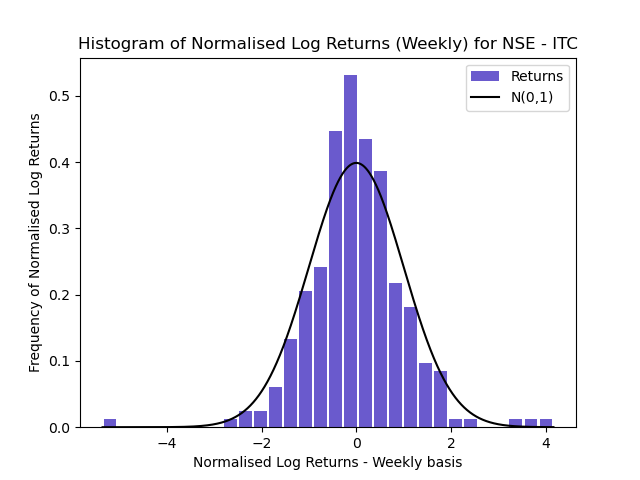 Histogram of Normalised Log Returns (Weekly) for NSE - ITC
Returns
N(0,1)
Frequency of Normalised Log Returns
0.5
0.4
0.3
0.2
0.1
0.0
−4
−2
0
2
4
Normalised Log Returns - Weekly basis